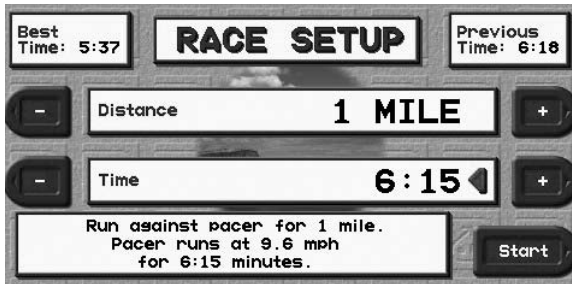 Best
Time: 5:37
RACE SETUP
Previous
Time: 6:18
-
Distance
1 MILE
+
-
Time
6:15
+
Run against pacer for 1 mile.
Pacer runs at 9.6 mph
for 6:15 minutes.
Start